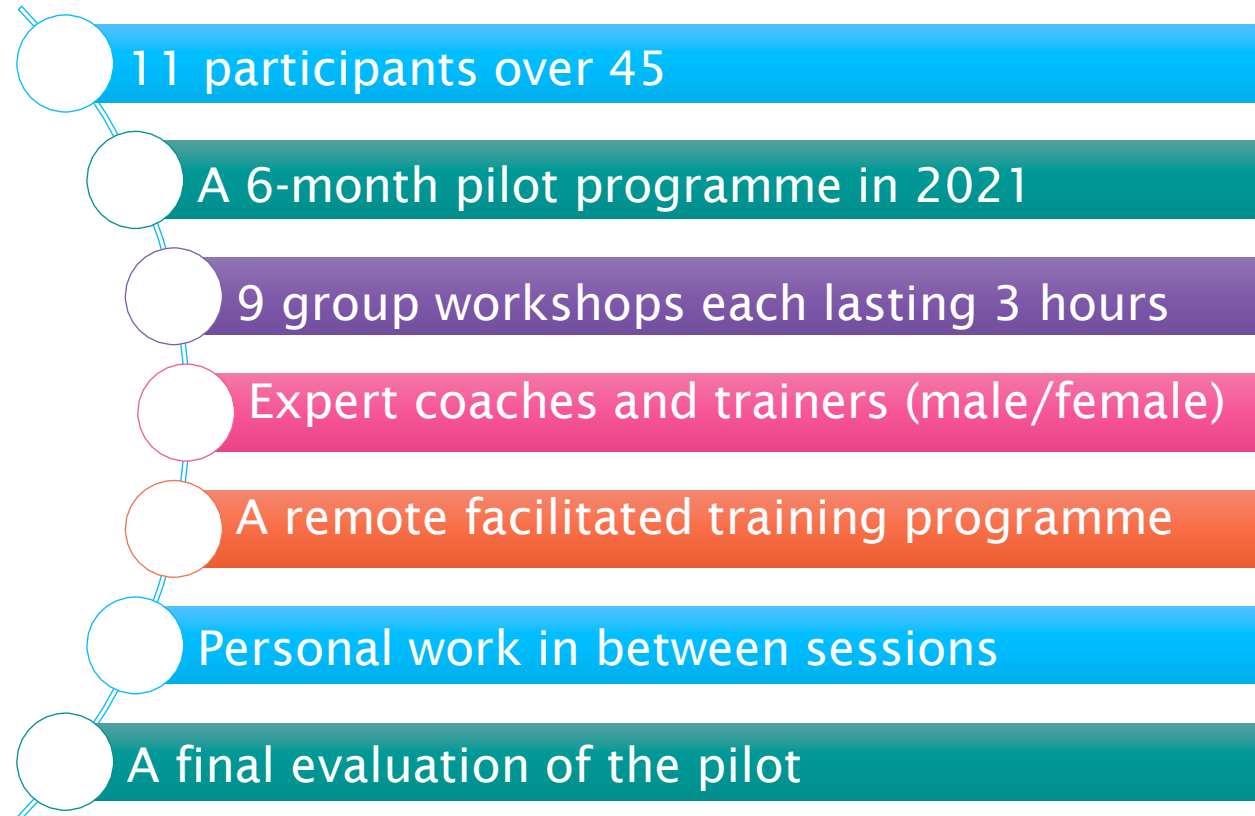 11 participants over 45
A 6-month pilot programme in 2021
9 group workshops each lasting 3 hours
Expert coaches and trainers (male/female)
A remote facilitated training programme
Personal work in between sessions
A final evaluation of the pilot